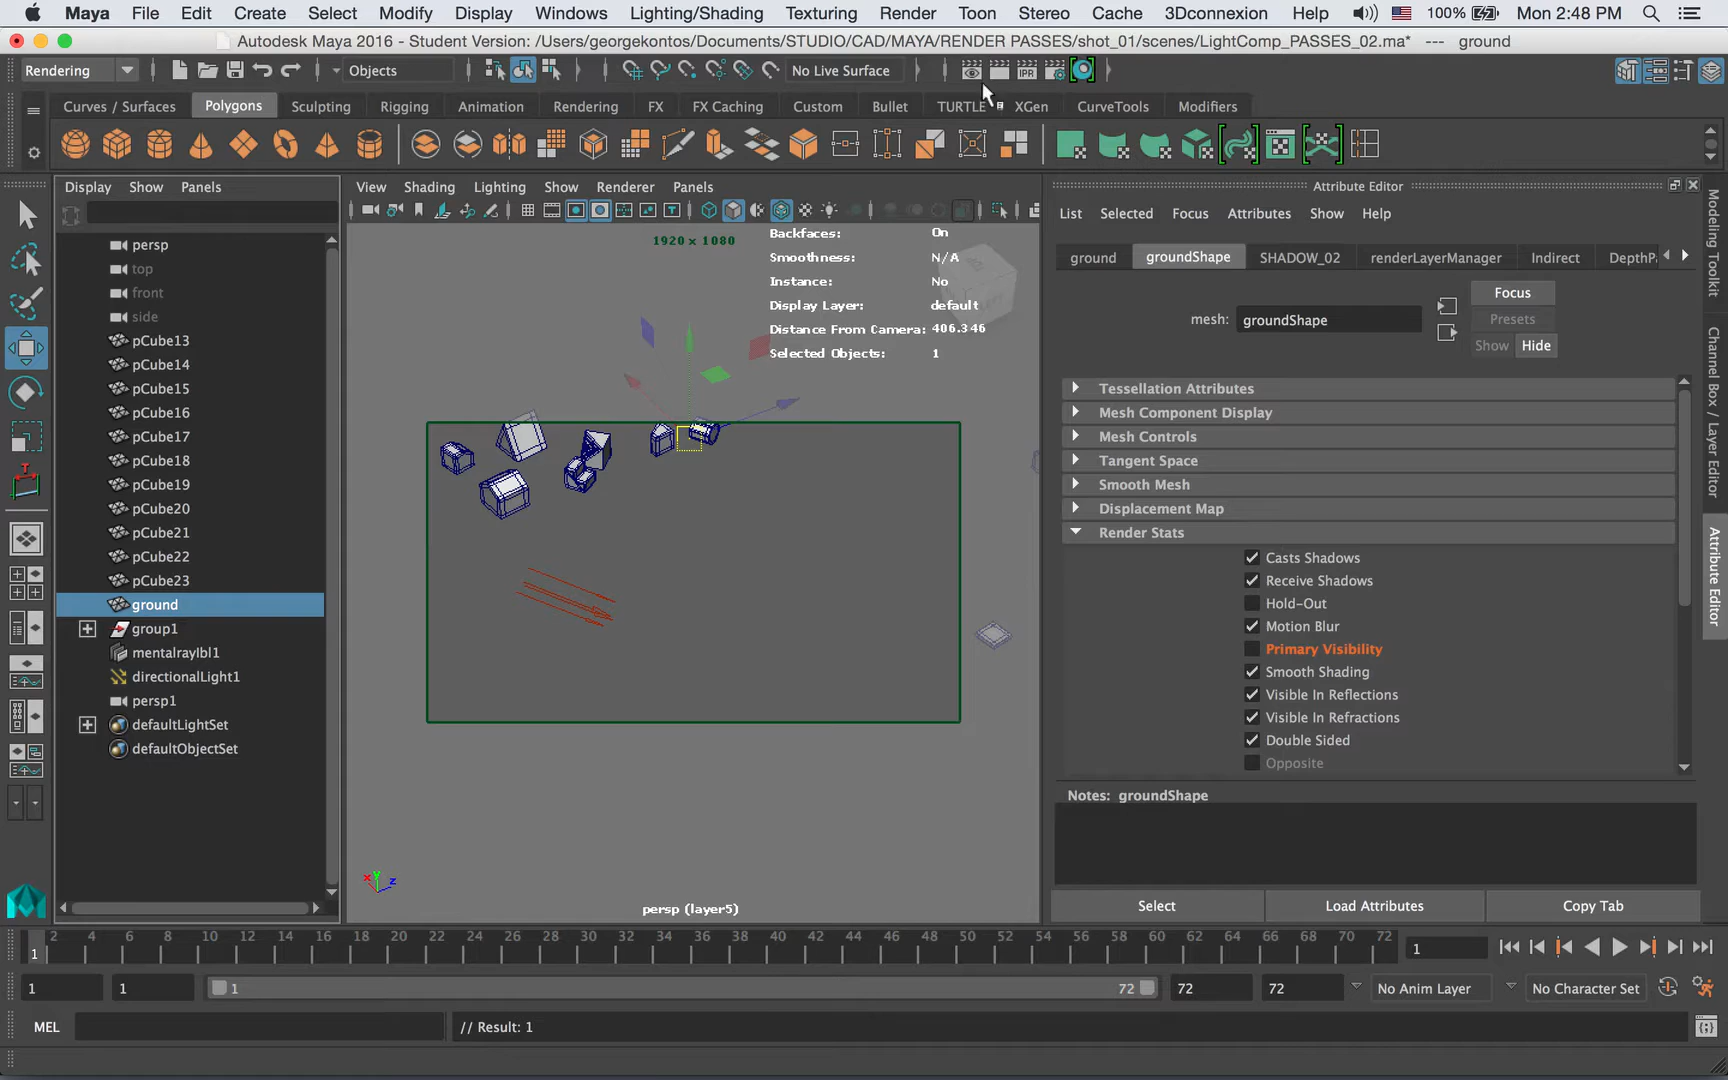 Maya File Edit Create Select Modify Display Windows Lighting/Shading Texturing Render Toon Stereo Cache 3Dconnexion Help 100% Mon 2:48 PM
Autodesk Maya 2016 - Student Version: /Users/georgekontos/Documents/STUDIO/CAD/MAYA/RENDER PASSES/shot_01/scenes/LightComp_PASSES_02.ma* --- ground
Rendering Objects No Live Surface IPR
Curves / Surfaces Polygons Sculpting Rigging Animation Rendering FX FX Caching Custom Bullet TURTLE XGen CurveTools Modifiers
Display Show Panels
View Shading Lighting Show Renderer Panels
Attribute Editor
List Selected Focus Attributes Show Help
1920 x 1080
Backfaces: On
Smoothness: N/A
Instance: No
Display Layer: default
Distance From Camera: 406.346
Selected Objects: 1
persp
top
front
side
pCube13
pCube14
pCube15
pCube16
pCube17
pCube18
pCube19
pCube20
pCube21
pCube22
pCube23
ground
group1
mentalrayIbl1
directionalLight1
persp1
defaultLightSet
defaultObjectSet
persp (layer5)
ground groundShape SHADOW_02 renderLayerManager Indirect DepthP
Focus
mesh: groundShape
Presets
Show Hide
Tessellation Attributes
Mesh Component Display
Mesh Controls
Tangent Space
Smooth Mesh
Displacement Map
Render Stats
Casts Shadows
Receive Shadows
Hold-Out
Motion Blur
Primary Visibility
Smooth Shading
Visible In Reflections
Visible In Refractions
Double Sided
Opposite
Notes: groundShape
Select Load Attributes Copy Tab
Modeling Toolkit
Channel Box / Layer Editor
Attribute Editor
2 4 6 8 10 12 14 16 18 20 22 24 26 28 30 32 34 36 38 40 42 44 46 48 50 52 54 56 58 60 62 64 66 68 70 72
1 1
1 1 1 72 72 72 No Anim Layer No Character Set
MEL // Result: 1